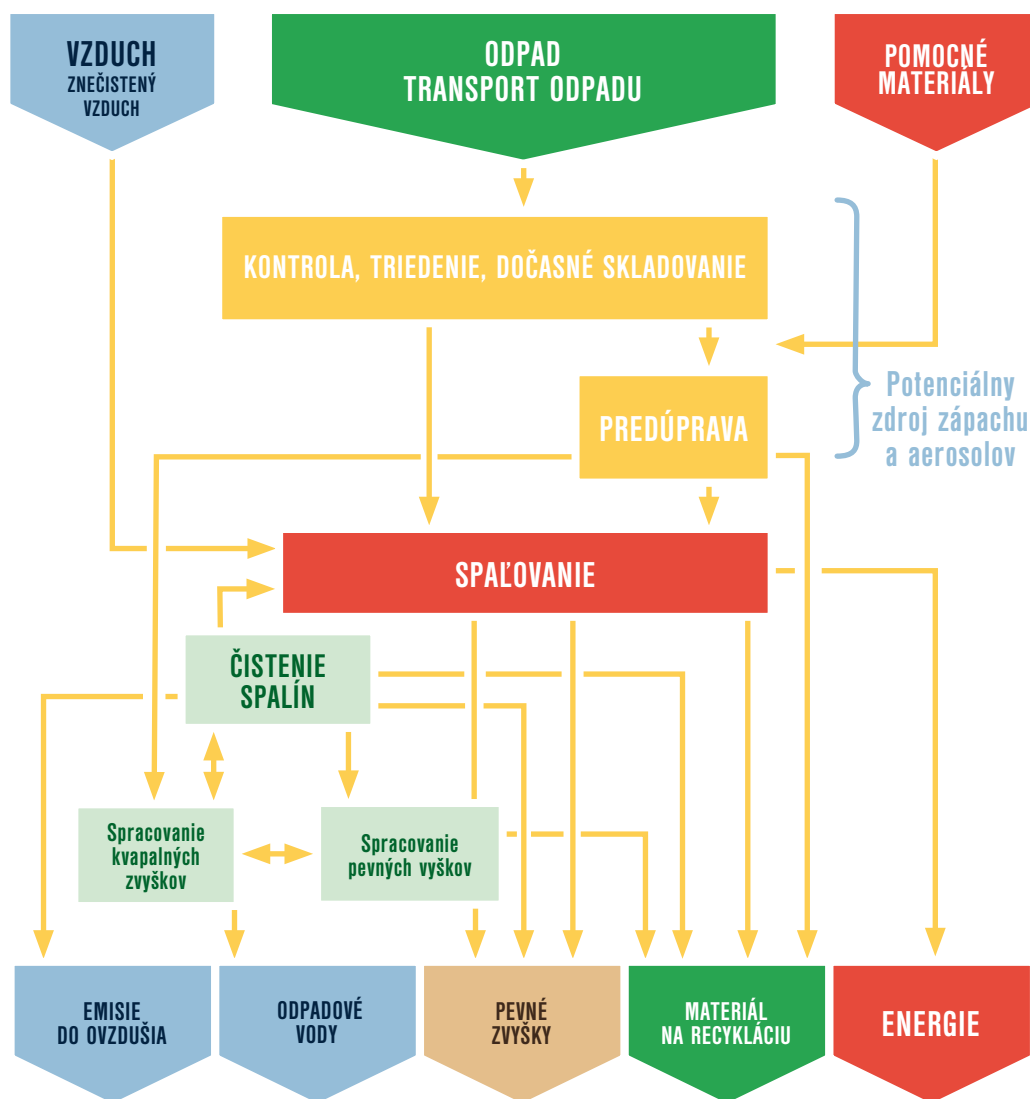 VZDUCH
ZNEČISTENÝ
VZDUCH
ODPAD
TRANSPORT ODPADU
POMOCNÉ
MATERIÁLY
KONTROLA, TRIEDENIE, DOČASNÉ SKLADOVANIE
Potenciálny
zdroj zápachu
a aerosolov
PREDÚPRAVA
SPAĽOVANIE
ČISTENIE
SPALÍN
Spracovanie
kvapalných
zvyškov
Spracovanie
pevných vyškov
EMISIE
DO OVZDUŠIA
ODPADOVÉ
VODY
PEVNÉ
ZVYŠKY
MATERIÁL
NA RECYKLÁCIU
ENERGIE